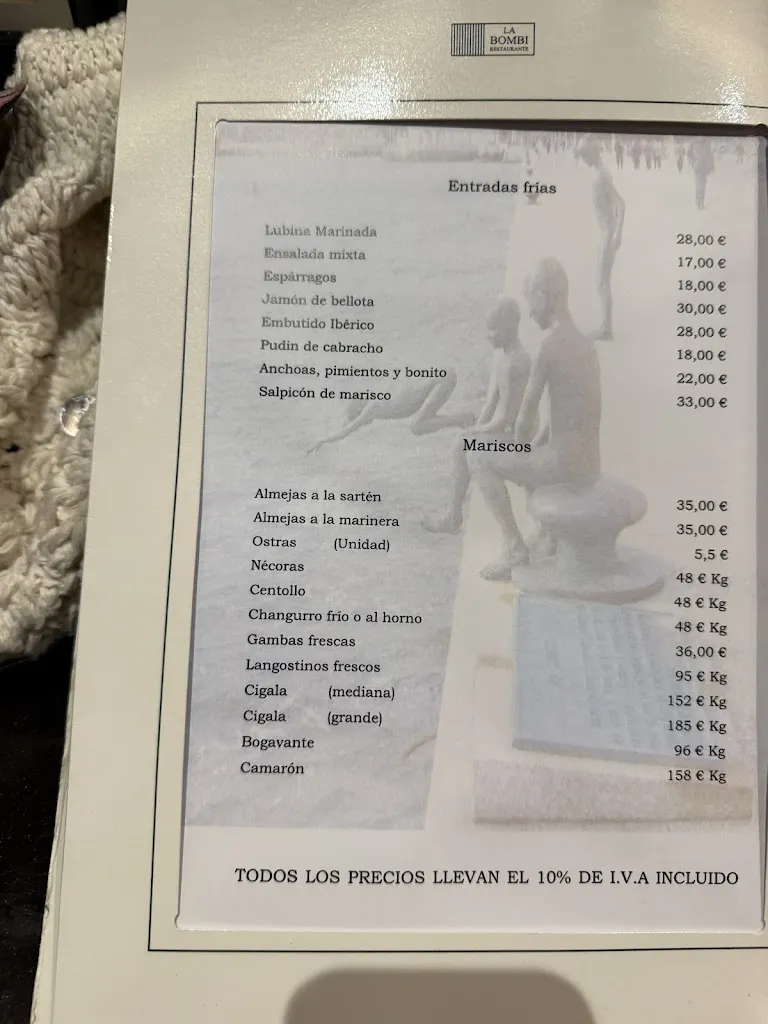 LA
BOMBI
RESTAURANTE
Entradas frías
Lubina Marinada 28,00 €
Ensalada mixta 17,00 €
Espárragos 18,00 €
Jamón de bellota 30,00 €
Embutido Ibérico 28,00 €
Pudin de cabracho 18,00 €
Anchoas, pimientos y bonito 22,00 €
Salpicón de marisco 33,00 €
Mariscos
Almejas a la sartén 35,00 €
Almejas a la marinera 35,00 €
Ostras (Unidad) 5,5 €
Nécoras 48 € Kg
Centollo 48 € Kg
Changurro frío o al horno 48 € Kg
Gambas frescas 36,00 €
Langostinos frescos 95 € Kg
Cigala (mediana) 152 € Kg
Cigala (grande) 185 € Kg
Bogavante 96 € Kg
Camarón 158 € Kg
TODOS LOS PRECIOS LLEVAN EL 10% DE I.V.A INCLUIDO